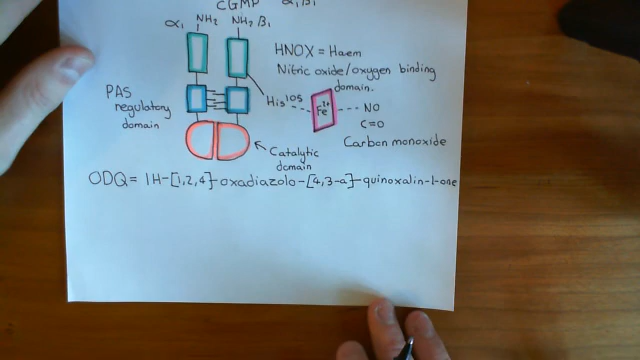 cGMP α₁β₁
α₁ NH₂ NH₂ β₁
HNOX = Haem
Nitric oxide/oxygen binding
domain.
PAS
regulatory
domain
His¹⁰⁵
Fe²⁺
NO
C=O
Carbon monoxide
Catalytic
domain
ODQ = 1H-[1,2,4]-oxadiazolo-[4,3-a]-quinoxalin-1-one